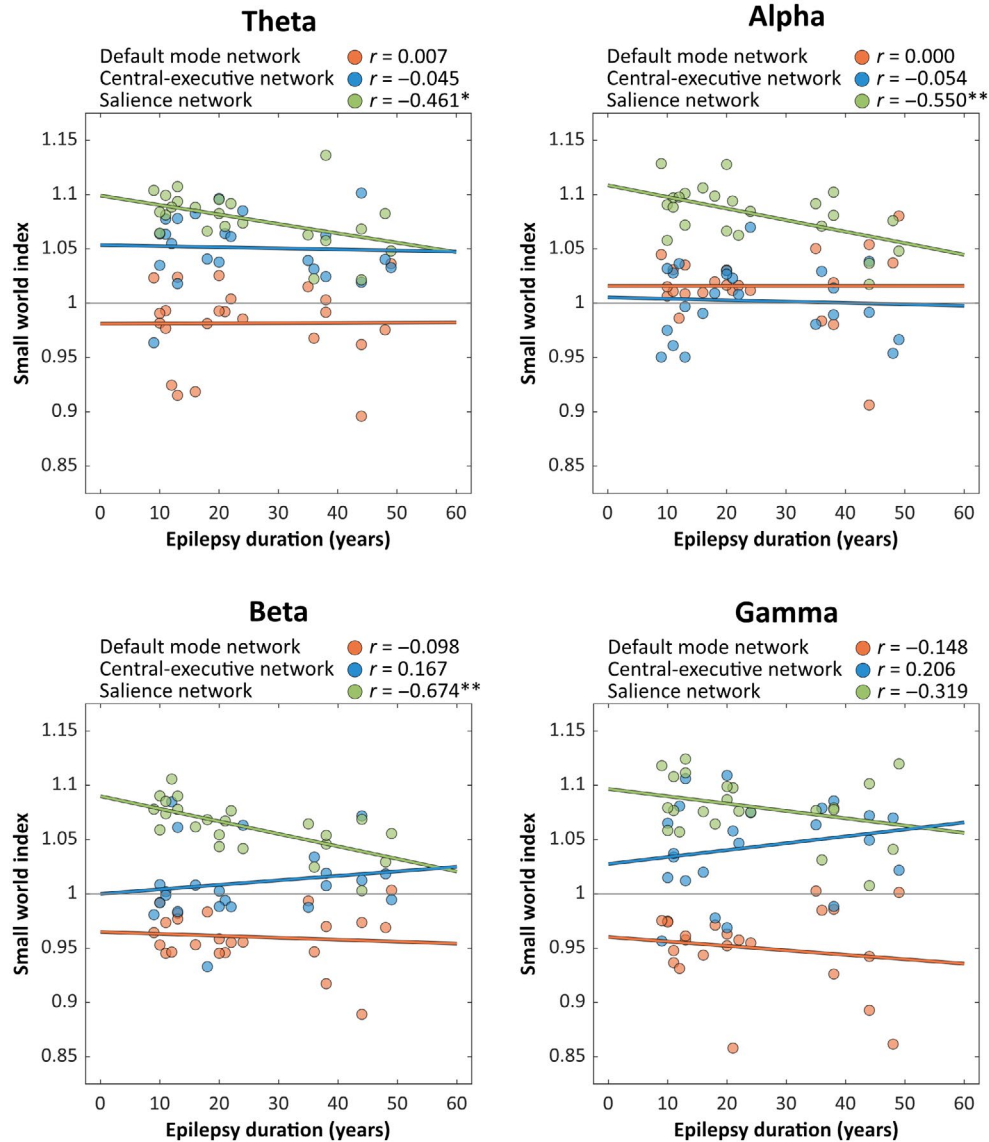 Theta
Default mode network r = 0.007
Central-executive network r = −0.045
Salience network r = −0.461*
1.15
1.1
1.05
1
0.95
0.9
0.85
Small world index
0 10 20 30 40 50 60
Epilepsy duration (years)
Alpha
Default mode network r = 0.000
Central-executive network r = −0.054
Salience network r = −0.550**
1.15
1.1
1.05
1
0.95
0.9
0.85
Small world index
0 10 20 30 40 50 60
Epilepsy duration (years)
Beta
Default mode network r = −0.098
Central-executive network r = 0.167
Salience network r = −0.674**
1.15
1.1
1.05
1
0.95
0.9
0.85
Small world index
0 10 20 30 40 50 60
Epilepsy duration (years)
Gamma
Default mode network r = −0.148
Central-executive network r = 0.206
Salience network r = −0.319
1.15
1.1
1.05
1
0.95
0.9
0.85
Small world index
0 10 20 30 40 50 60
Epilepsy duration (years)